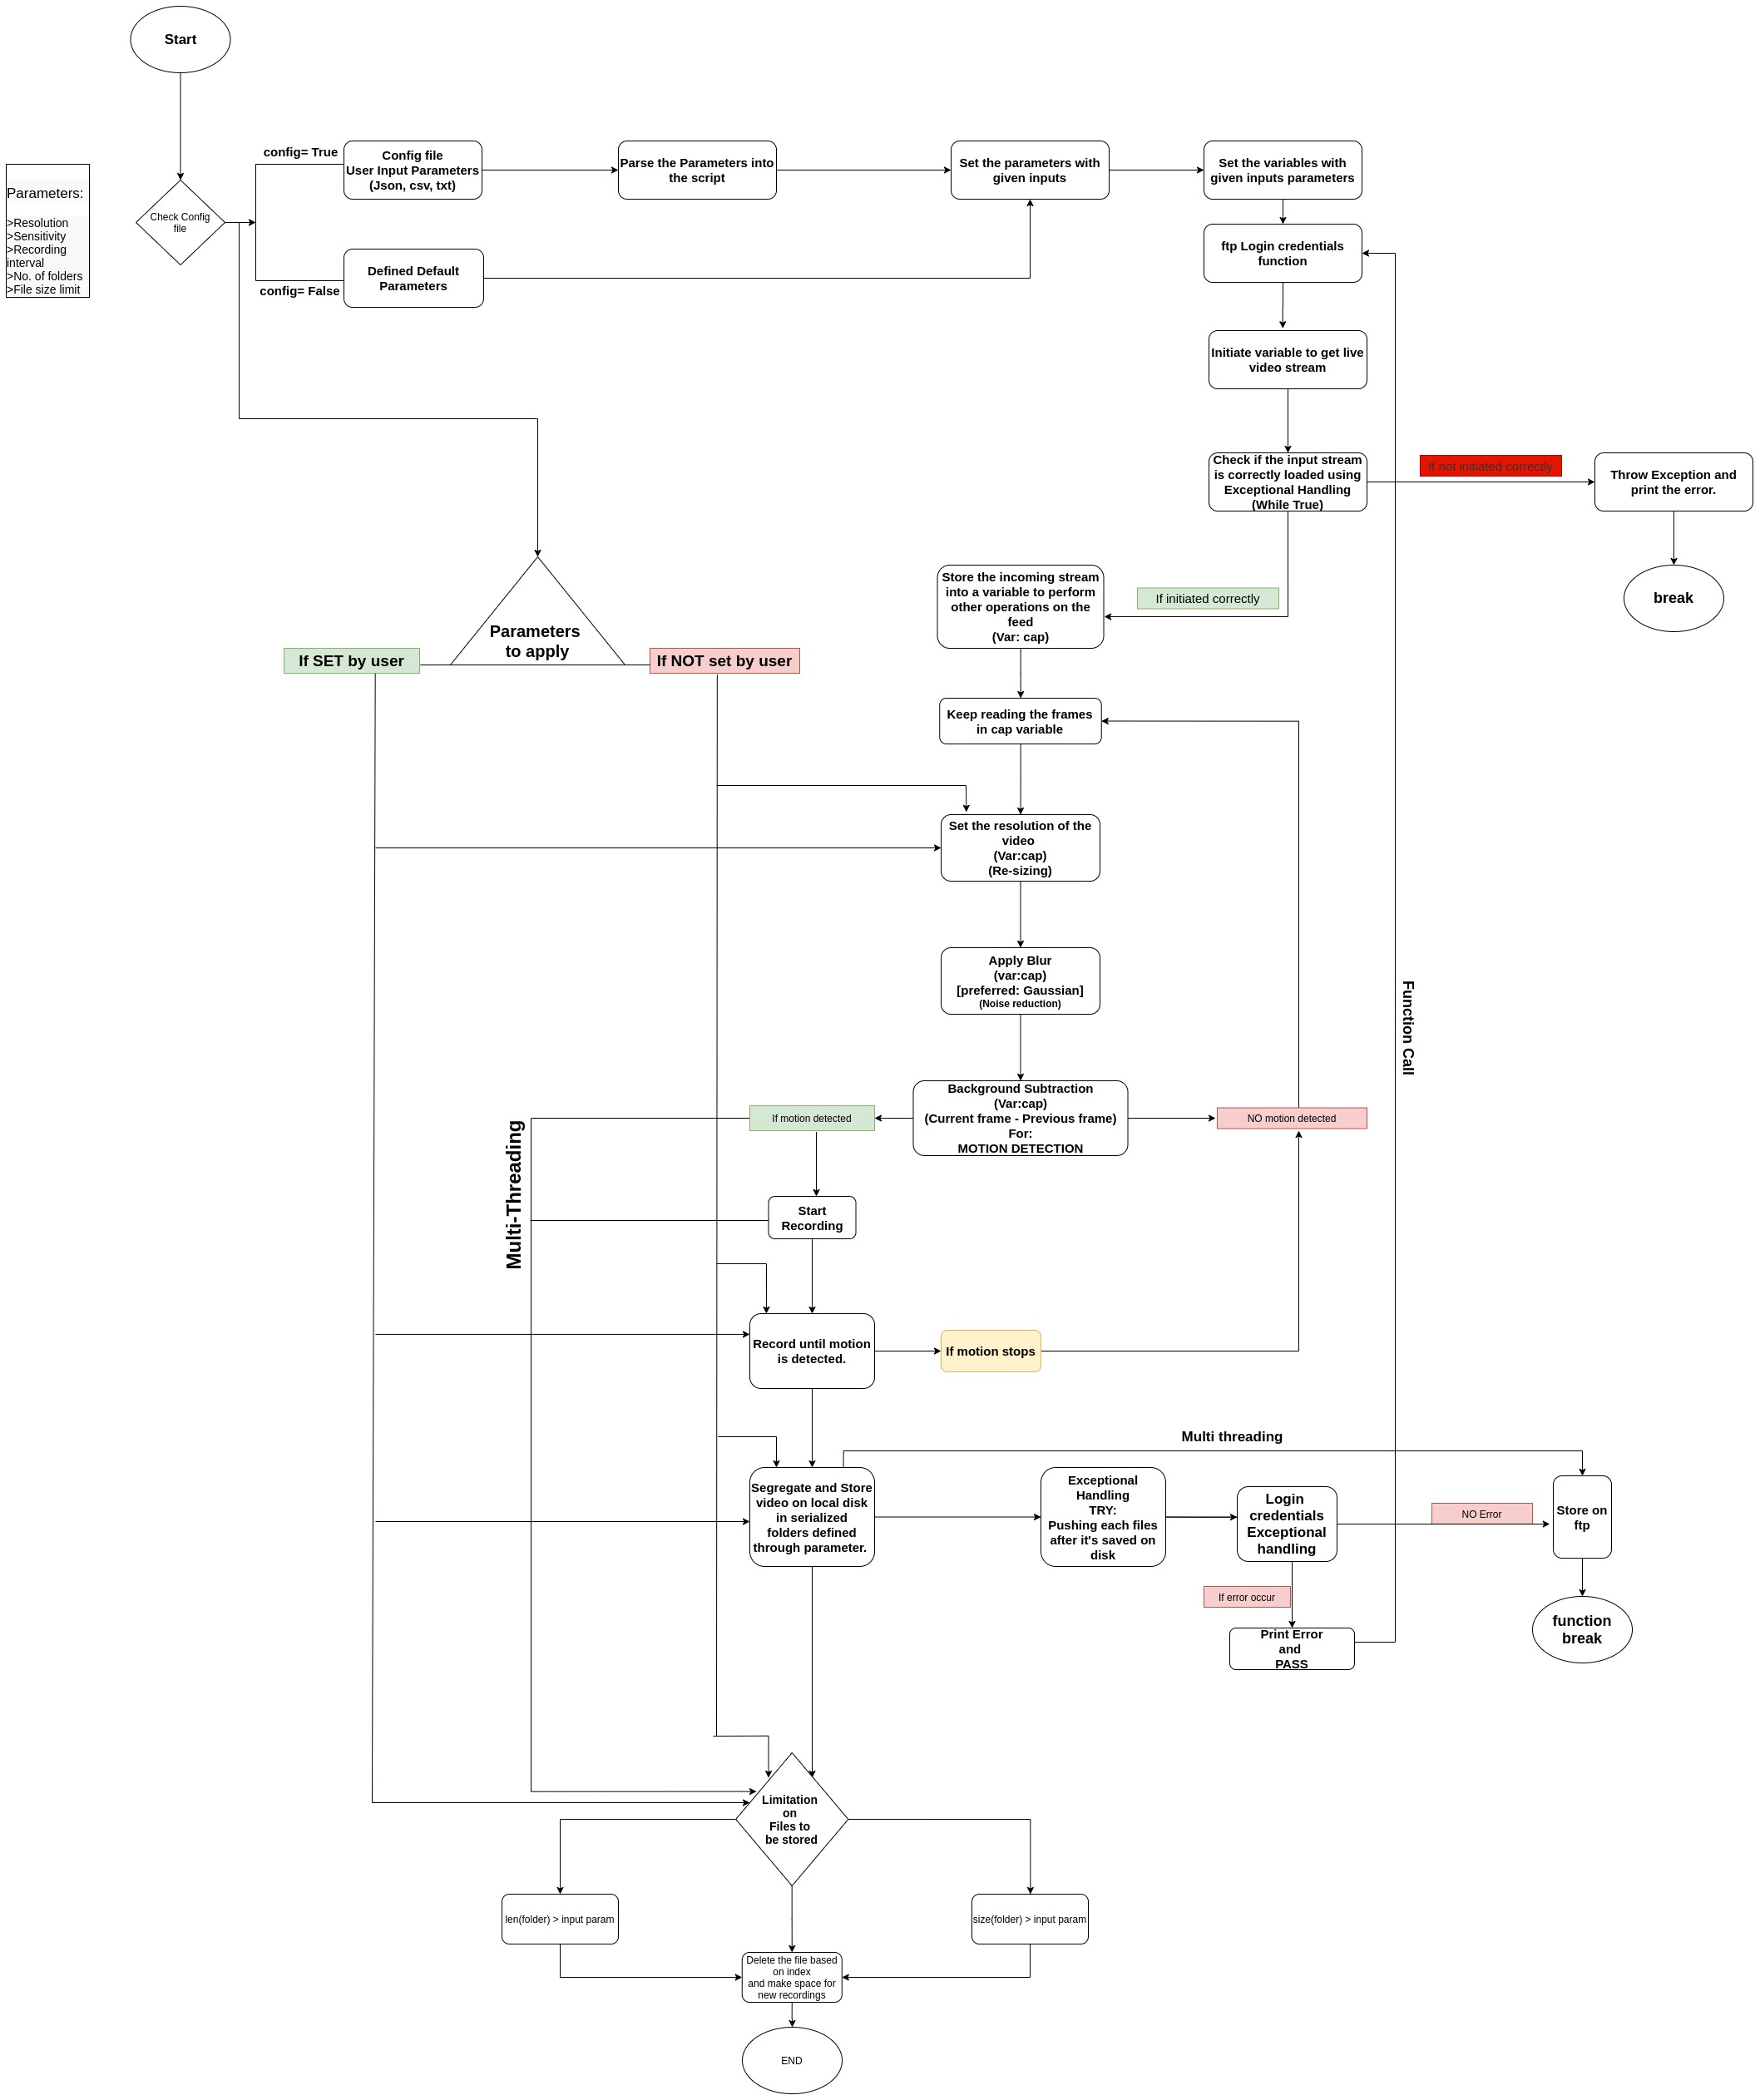 Start
config= True
Config file
User Input Parameters
(Json, csv, txt)
Parse the Parameters into
the script
Set the parameters with
given inputs
Set the variables with
given inputs parameters
Parameters:
>Resolution
>Sensitivity
>Recording
interval
>No. of folders
>File size limit
Check Config
file
config= False
Defined Default
Parameters
ftp Login credentials
function
Initiate variable to get live
video stream
Check if the input stream
is correctly loaded using
Exceptional Handling
(While True)
If not initiated correctly
Throw Exception and
print the error.
break
If initiated correctly
Store the incoming stream
into a variable to perform
other operations on the
feed
(Var: cap)
Parameters
to apply
If SET by user
If NOT set by user
Keep reading the frames
in cap variable
Set the resolution of the
video
(Var:cap)
(Re-sizing)
Apply Blur
(var:cap)
[preferred: Gaussian]
(Noise reduction)
Function Call
Background Subtraction
(Var:cap)
(Current frame - Previous frame)
For:
MOTION DETECTION
If motion detected
NO motion detected
Multi-Threading
Start
Recording
Record until motion
is detected.
If motion stops
Multi threading
Segregate and Store
video on local disk
in serialized
folders defined
through parameter.
Exceptional
Handling
TRY:
Pushing each files
after it's saved on
disk
Login
credentials
Exceptional
handling
NO Error
Store on
ftp
If error occur
Print Error
and
PASS
function
break
Limitation
on
Files to
be stored
len(folder) > input param
size(folder) > input param
Delete the file based
on index
and make space for
new recordings
END